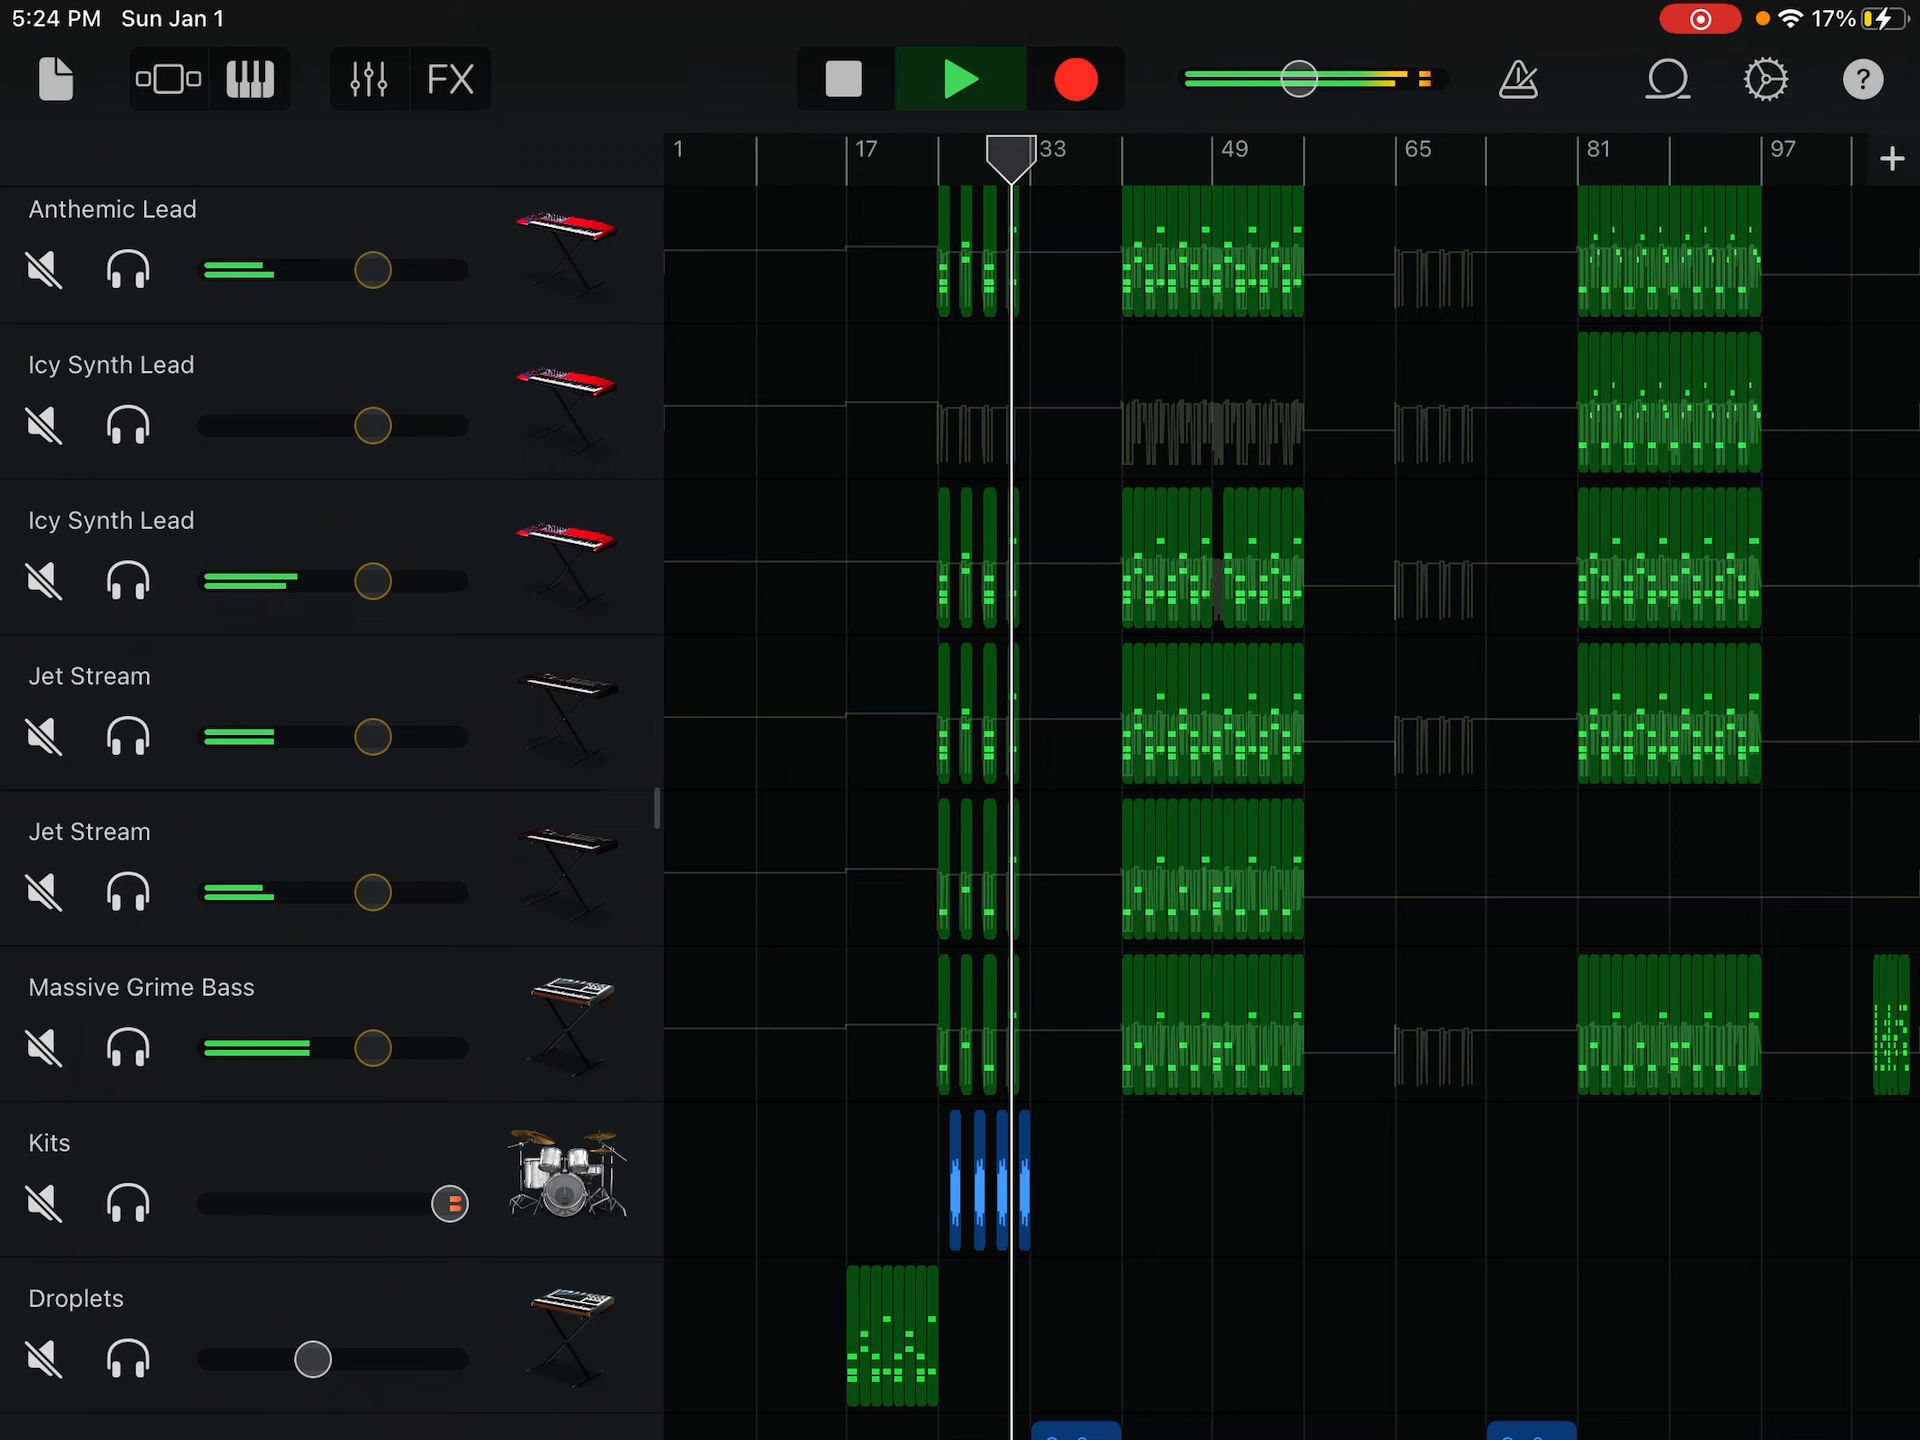 5:24 PM Sun Jan 1
17%
FX
?
1 17 33 49 65 81 97 +
Anthemic Lead
Icy Synth Lead
Icy Synth Lead
Jet Stream
Jet Stream
Massive Grime Bass
Kits
Droplets